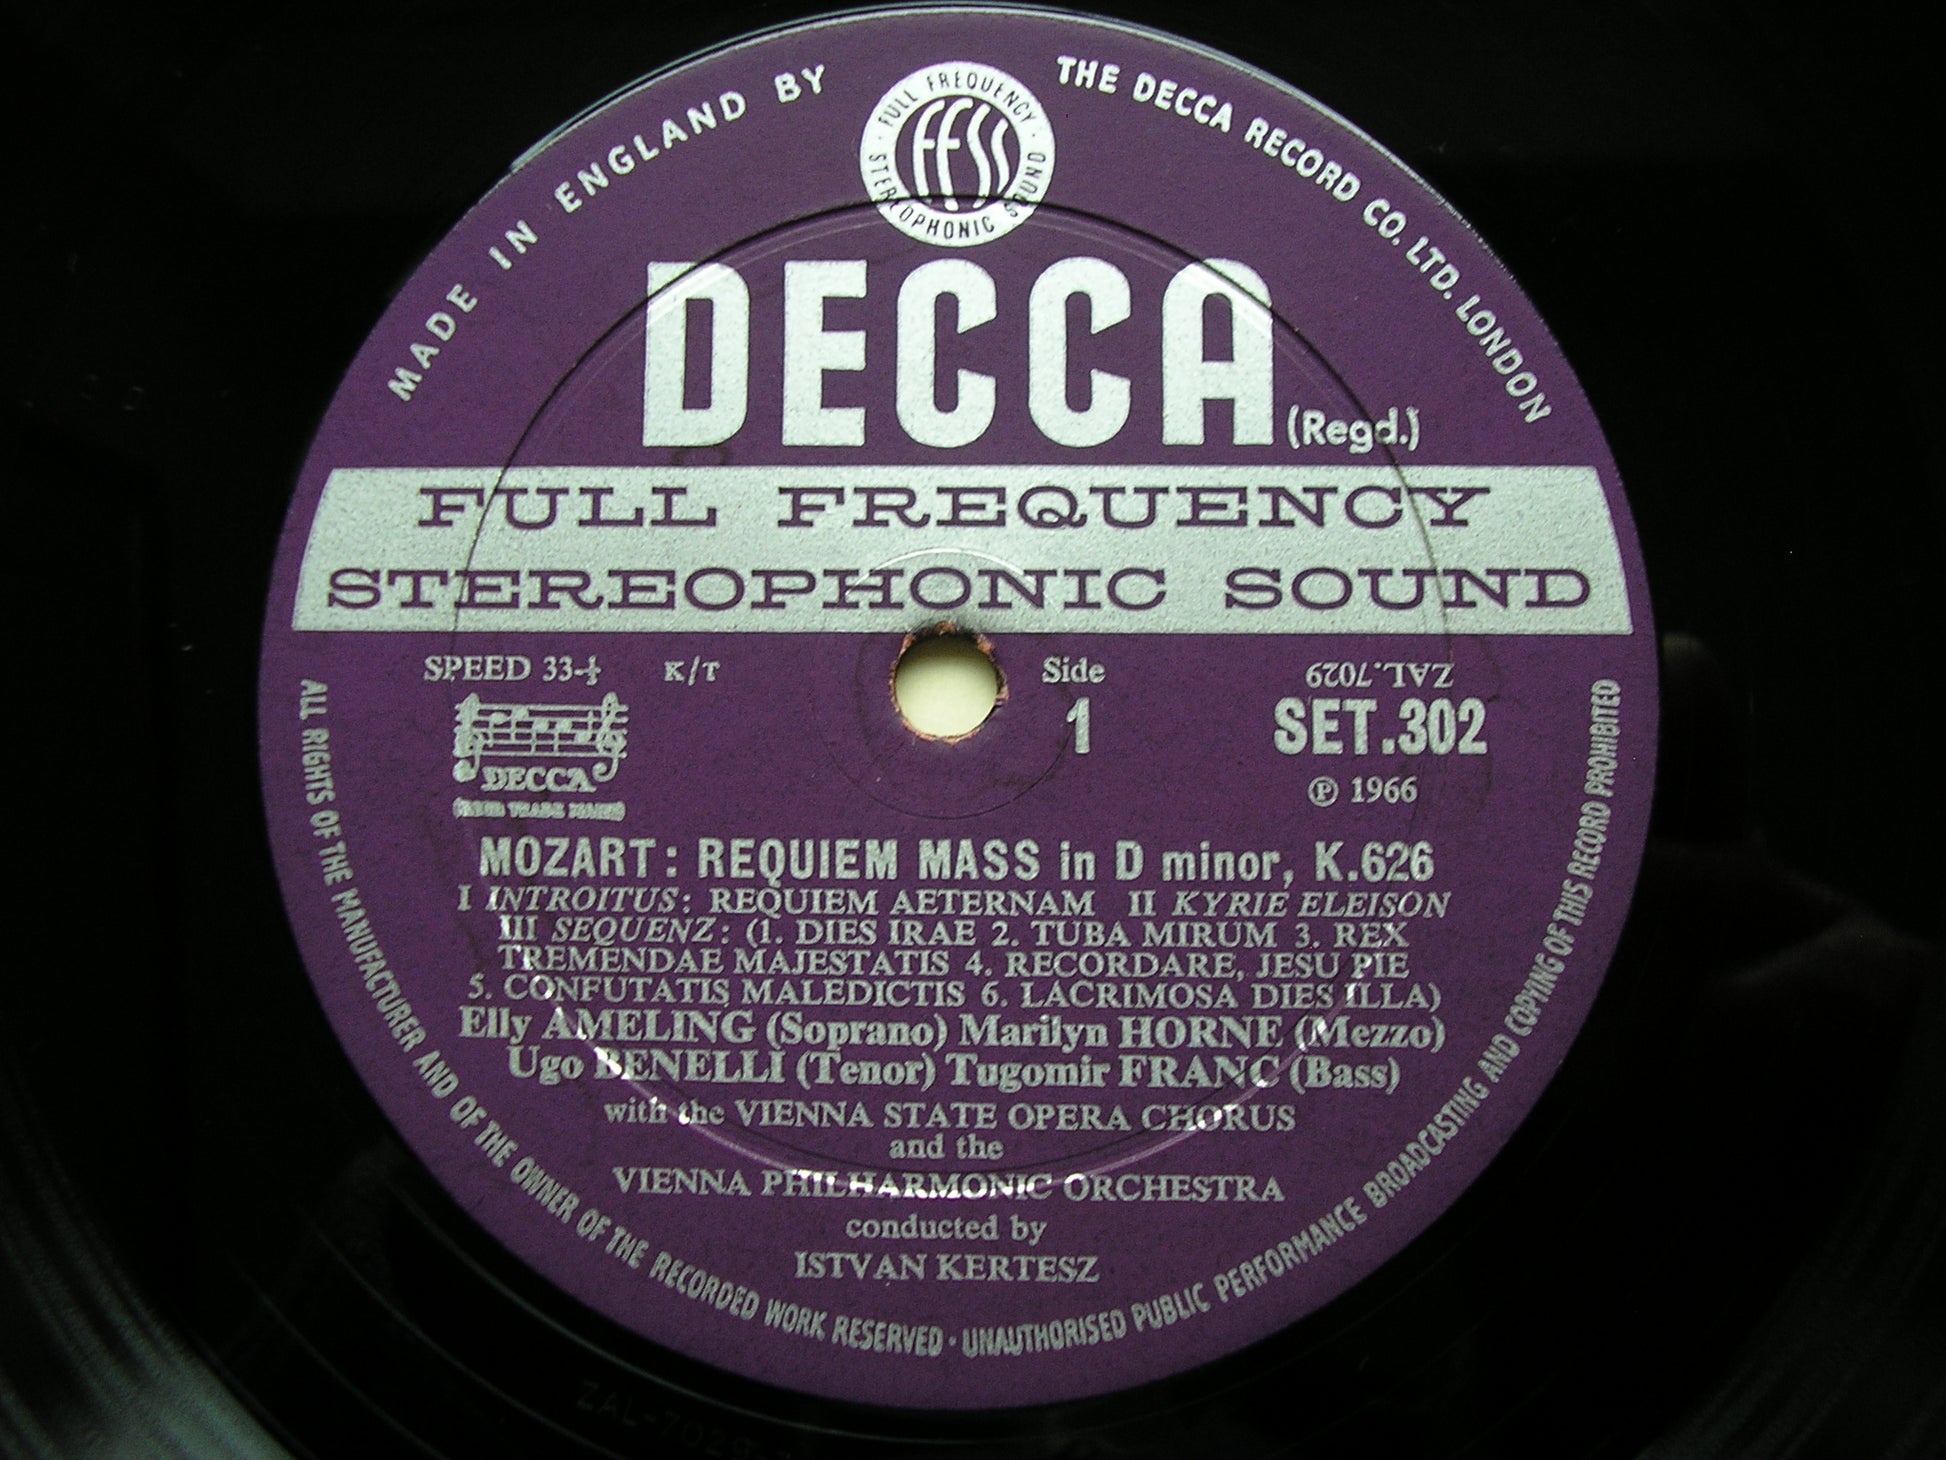 MADE IN ENGLAND BY
THE DECCA RECORD CO. LTD. LONDON
FULL FREQUENCY
FFSS
STEREOPHONIC SOUND
DECCA (Regd.)
FULL FREQUENCY
STEREOPHONIC SOUND
SPEED 33⅓ K/T
Side
1
ZAL.7029
SET.302
℗ 1966
DECCA
MOZART: REQUIEM MASS in D minor, K.626
I INTROITUS: REQUIEM AETERNAM II KYRIE ELEISON
III SEQUENZ: (1. DIES IRAE 2. TUBA MIRUM 3. REX
TREMENDAE MAJESTATIS 4. RECORDARE, JESU PIE
5. CONFUTATIS MALEDICTIS 6. LACRIMOSA DIES ILLA)
Elly AMELING (Soprano) Marilyn HORNE (Mezzo)
Ugo BENELLI (Tenor) Tugomir FRANC (Bass)
with the VIENNA STATE OPERA CHORUS
and the
VIENNA PHILHARMONIC ORCHESTRA
conducted by
ISTVAN KERTESZ
ALL RIGHTS OF THE MANUFACTURER AND OF THE OWNER OF THE RECORDED WORK RESERVED · UNAUTHORISED PUBLIC PERFORMANCE BROADCASTING AND COPYING OF THIS RECORD PROHIBITED